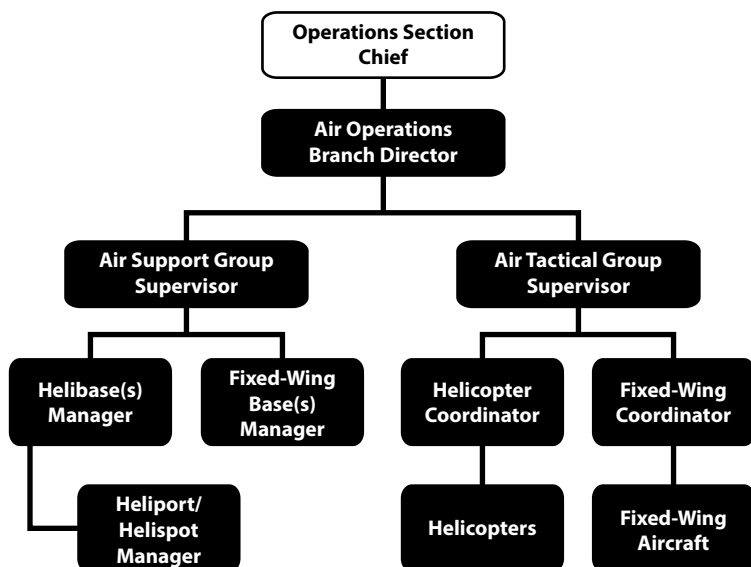 Operations Section
Chief
Air Operations
Branch Director
Air Support Group
Supervisor
Air Tactical Group
Supervisor
Helibase(s)
Manager
Fixed-Wing
Base(s)
Manager
Helicopter
Coordinator
Fixed-Wing
Coordinator
Heliport/
Helispot
Manager
Helicopters
Fixed-Wing
Aircraft